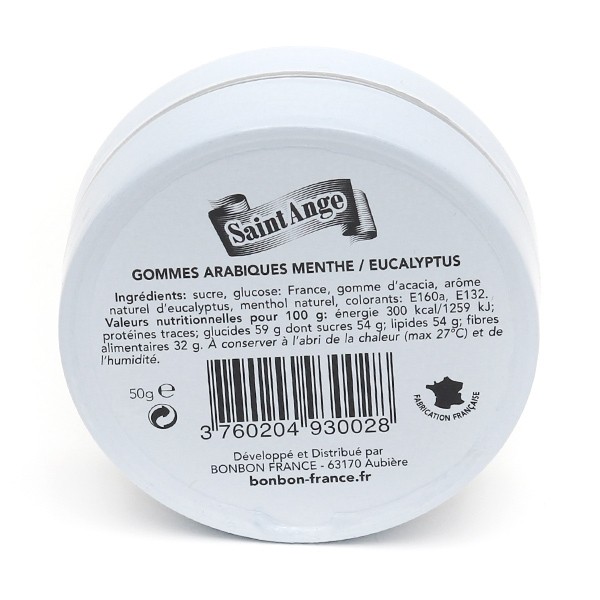 Saint Ange
GOMMES ARABIQUES MENTHE / EUCALYPTUS
Ingrédients: sucre, glucose: France, gomme d'acacia, arôme
naturel d'eucalyptus, menthol naturel, colorants: E160a, E132.
Valeurs nutritionnelles pour 100 g: énergie 300 kcal/1259 kJ;
protéines traces; glucides 59 g dont sucres 54 g; lipides 54 g; fibres
alimentaires 32 g. À conserver à l'abri de la chaleur (max 27°C) et de
l'humidité.
50g e
FABRICATION FRANÇAISE
3 760204 930028
Développé et Distribué par
BONBON FRANCE - 63170 Aubière
bonbon-france.fr